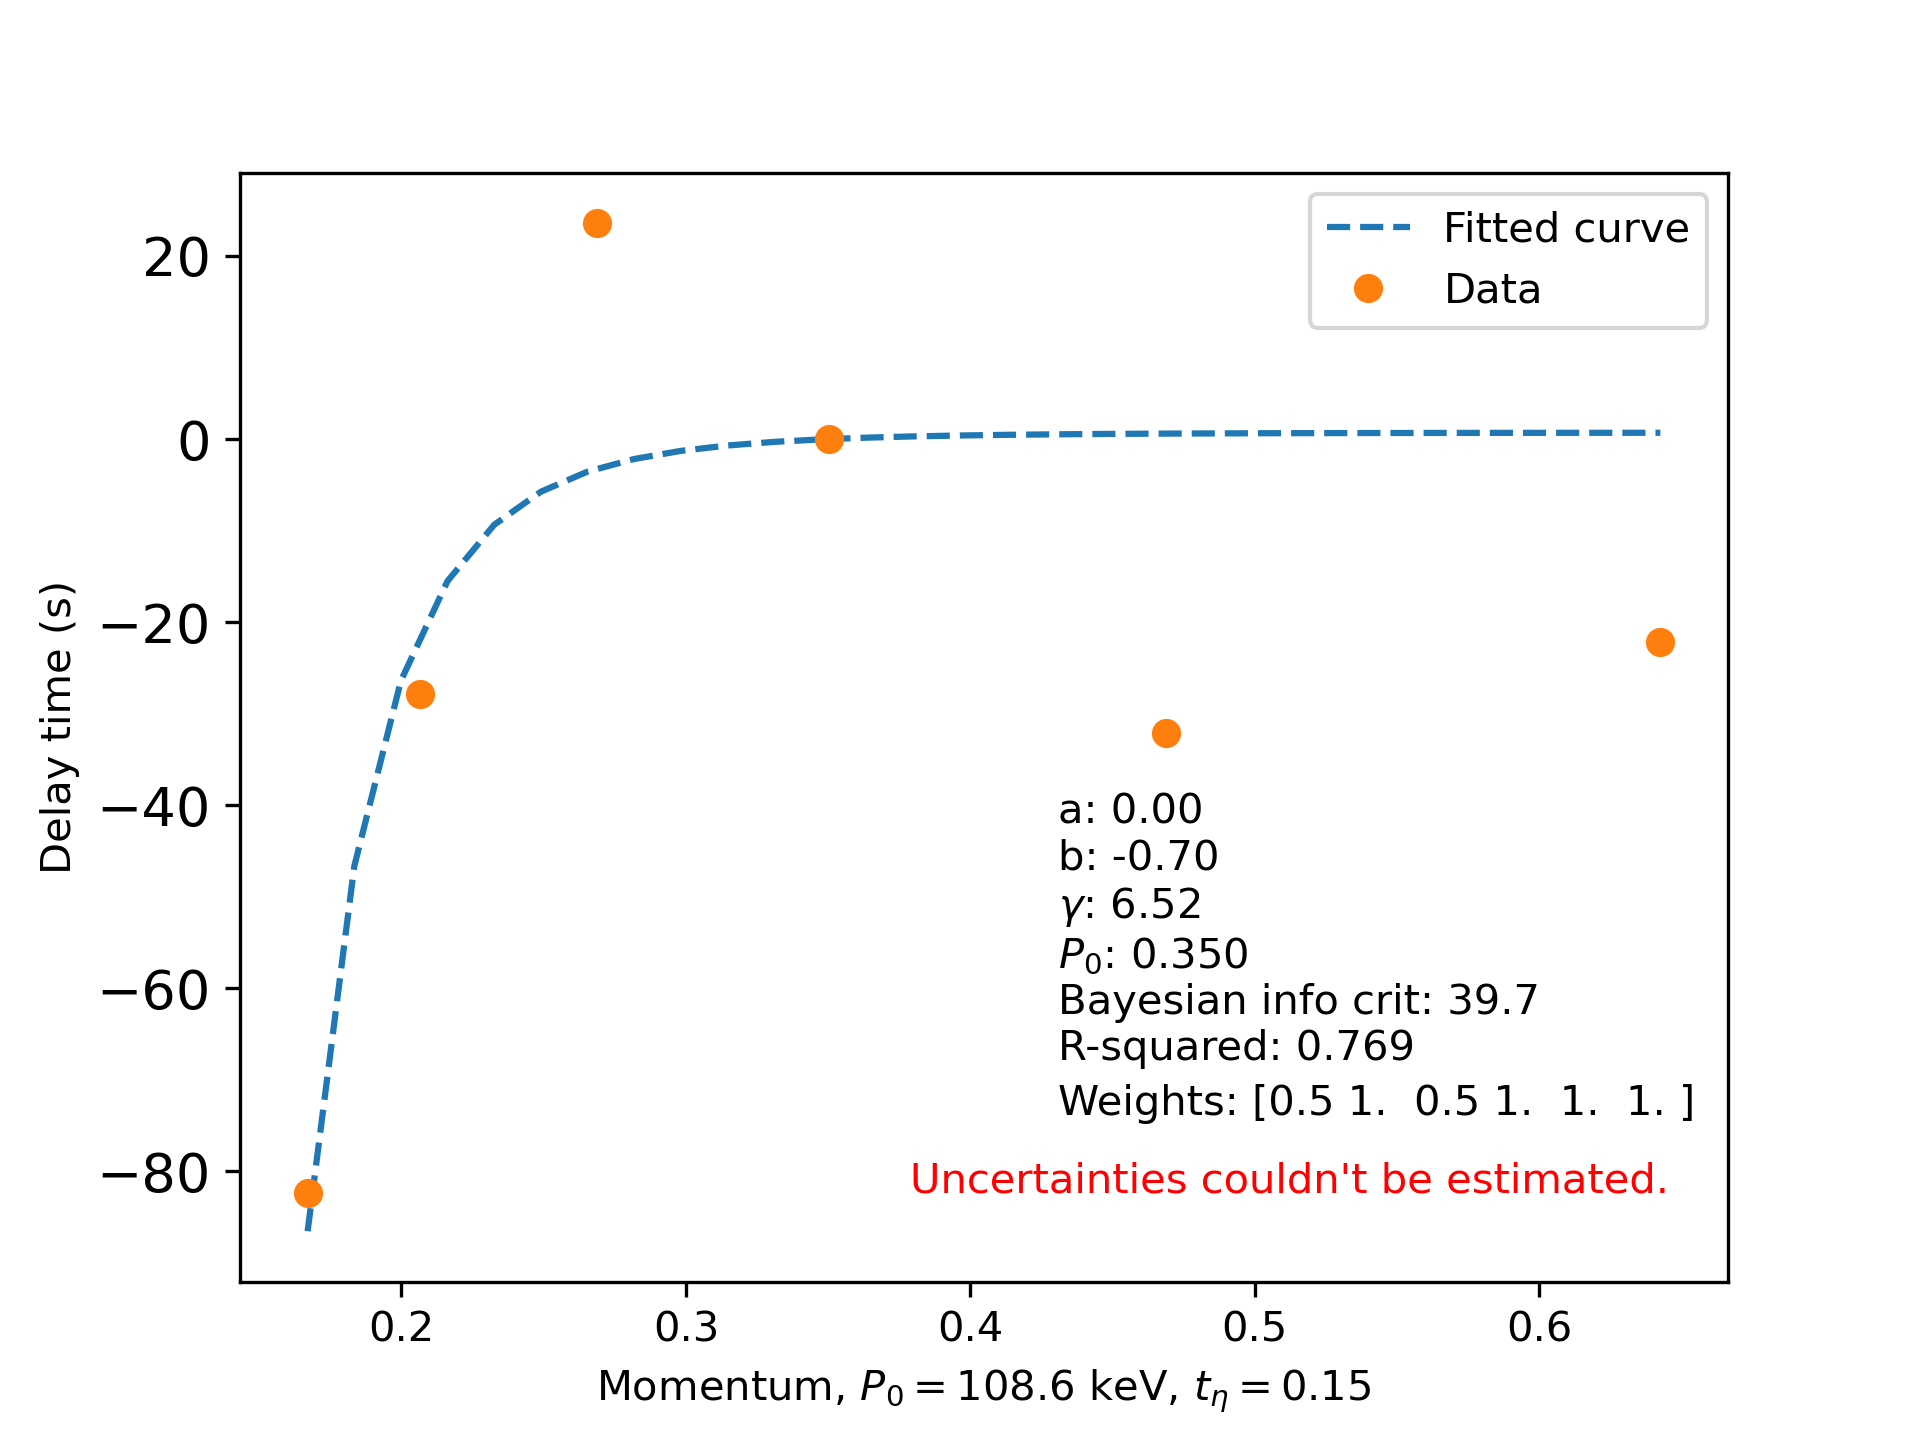 Fitted curve
Data
20
0
−20
−40
−60
−80
Delay time (s)
a: 0.00
b: -0.70
γ: 6.52
P₀: 0.350
Bayesian info crit: 39.7
R-squared: 0.769
Weights: [0.5 1.  0.5 1.  1.  1. ]
Uncertainties couldn't be estimated.
0.2 0.3 0.4 0.5 0.6
Momentum, P₀ = 108.6 keV, tη = 0.15